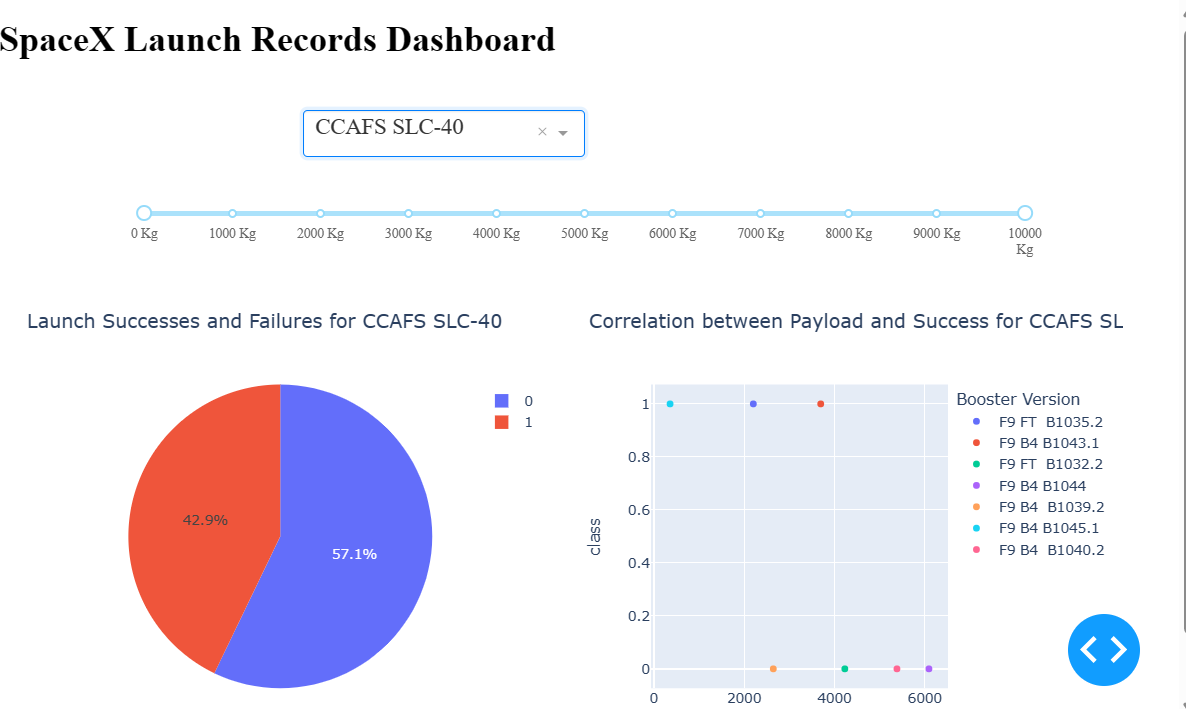 SpaceX Launch Records Dashboard
CCAFS SLC-40 ×
0 Kg 1000 Kg 2000 Kg 3000 Kg 4000 Kg 5000 Kg 6000 Kg 7000 Kg 8000 Kg 9000 Kg 10000
Kg
Launch Successes and Failures for CCAFS SLC-40
0
1
42.9%
57.1%
Correlation between Payload and Success for CCAFS SL
1
0.8
0.6
0.4
0.2
0
class
0 2000 4000 6000
Booster Version
F9 FT  B1035.2
F9 B4 B1043.1
F9 FT  B1032.2
F9 B4 B1044
F9 B4  B1039.2
F9 B4 B1045.1
F9 B4  B1040.2